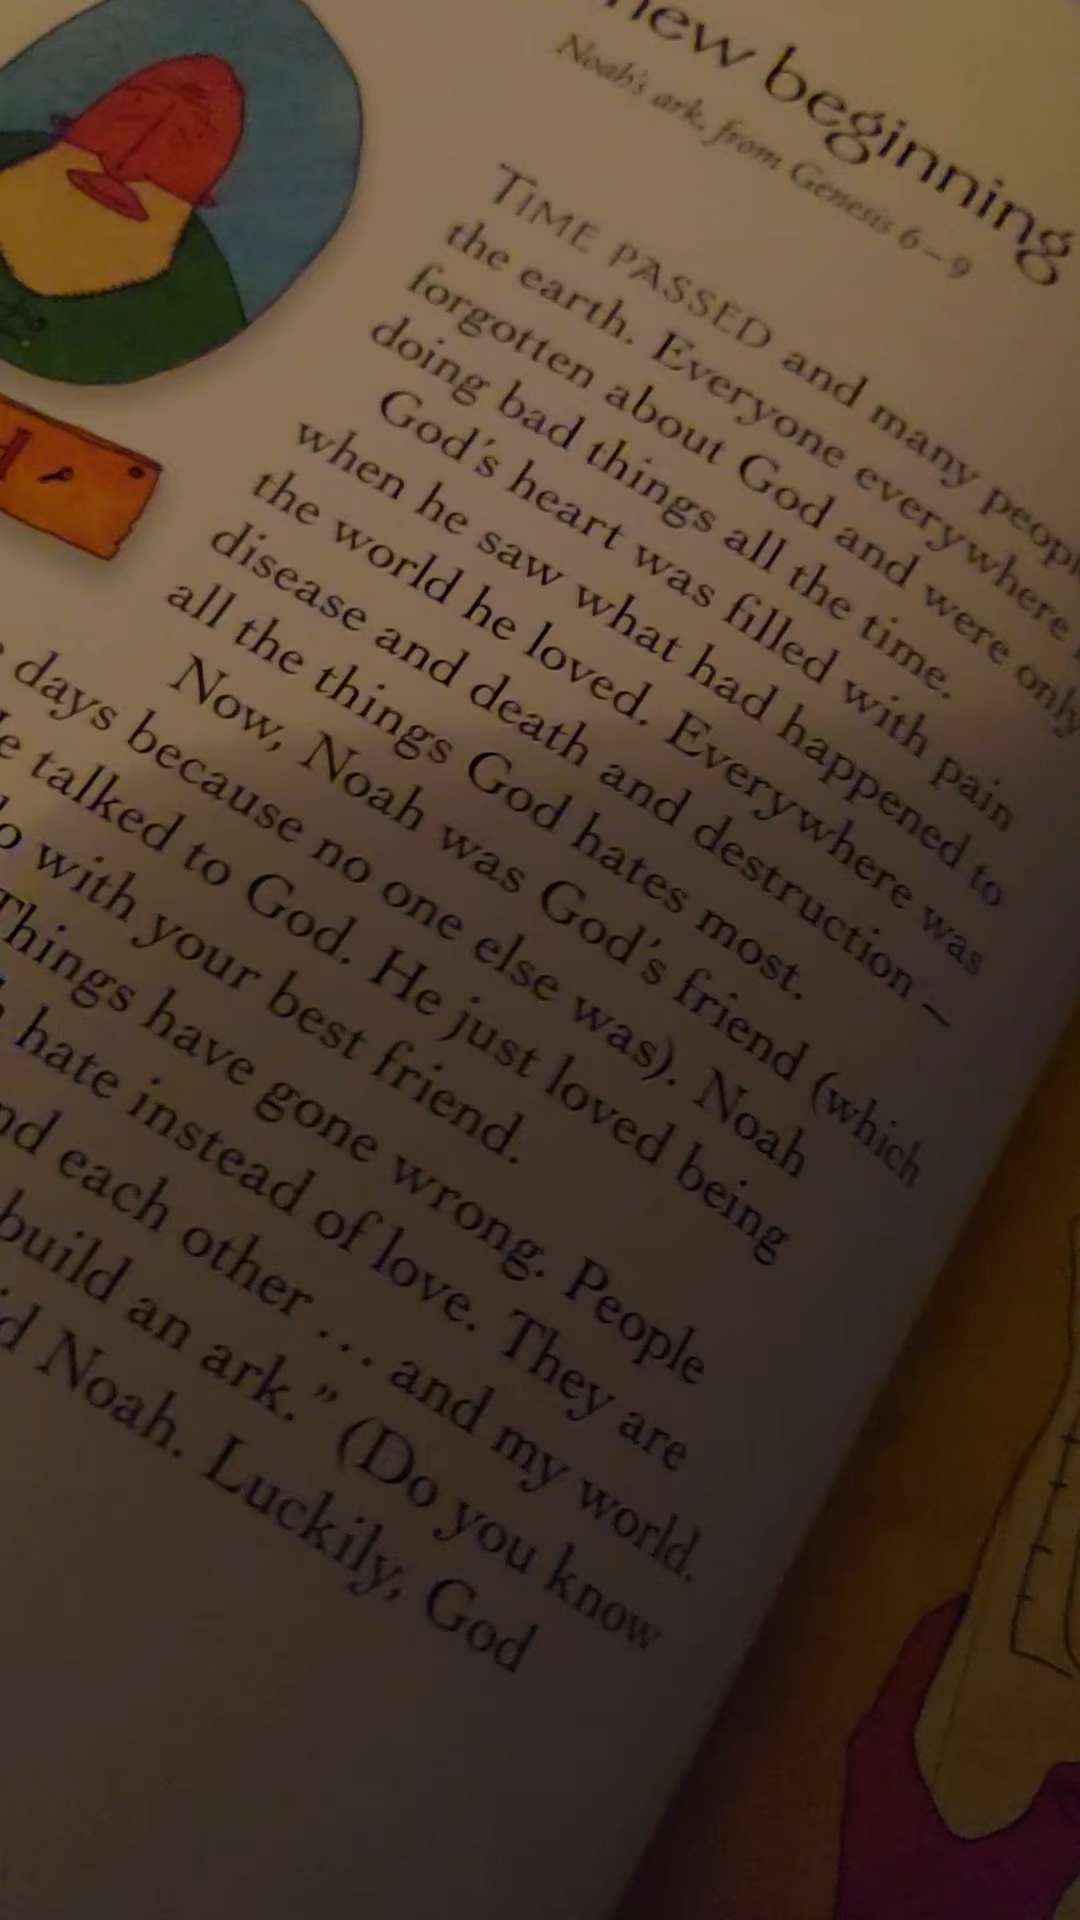 new beginning
Noah's ark, from Genesis 6–9
TIME PASSED and many
the earth. Everyone everywhere
forgotten about God and were only
doing bad things all the time.
God's heart was filled with pain
when he saw what had happened to
the world he loved. Everywhere was
disease and death and destruction –
all the things God hates most.
Now, Noah was God's friend (which
days because no one else was). Noah
talked to God. He just loved being
with your best friend.
Things have gone wrong. People
hate instead of love. They are
each other ... and my world.
build an ark.” (Do you know
Noah. Luckily, God